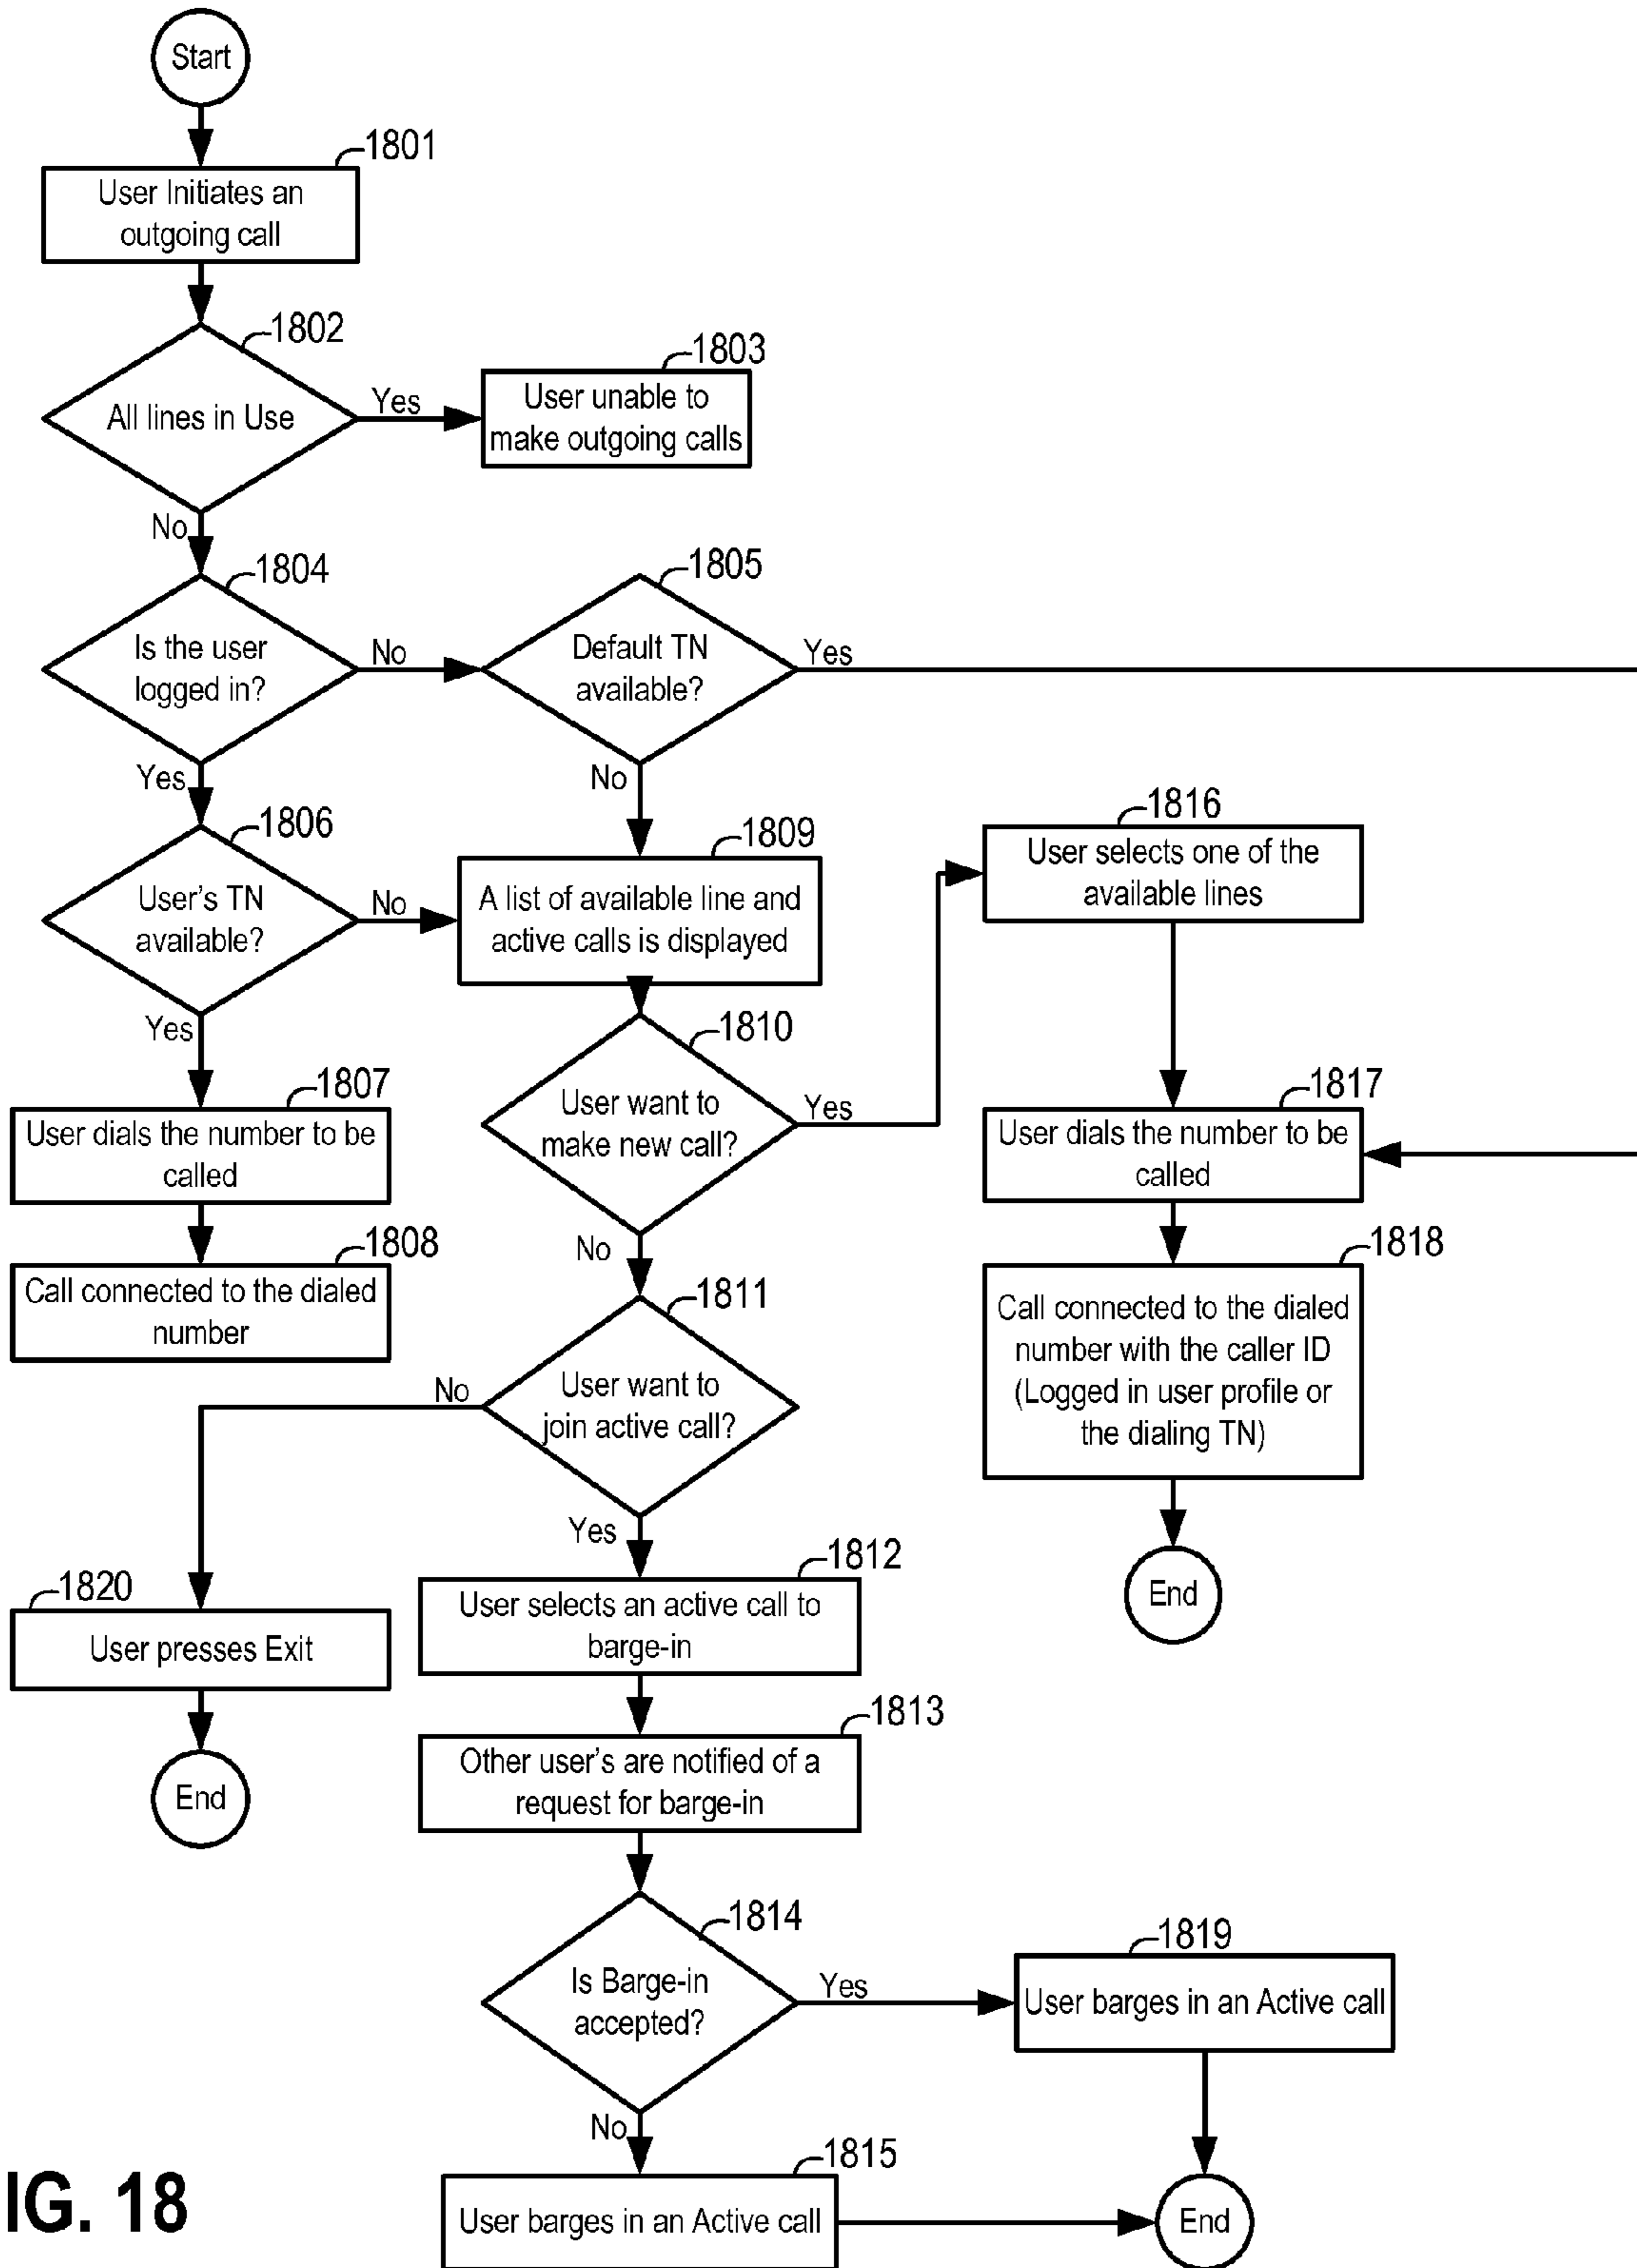 Start
1801
User Initiates an
outgoing call
1802
All lines in Use
Yes
1803
User unable to
make outgoing calls
No
1804
Is the user
logged in?
No
1805
Default TN
available?
Yes
Yes
No
1806
User's TN
available?
No
1809
A list of available line and
active calls is displayed
1816
User selects one of the
available lines
Yes
1807
User dials the number to be
called
1810
User want to
make new call?
Yes
1817
User dials the number to be
called
1808
Call connected to the dialed
number
No
1811
User want to
join active call?
No
1818
Call connected to the dialed
number with the caller ID
(Logged in user profile or
the dialing TN)
End
Yes
1812
User selects an active call to
barge-in
1820
User presses Exit
End
1813
Other user's are notified of a
request for barge-in
1814
Is Barge-in
accepted?
Yes
1819
User barges in an Active call
No
1815
User barges in an Active call
End
IG. 18